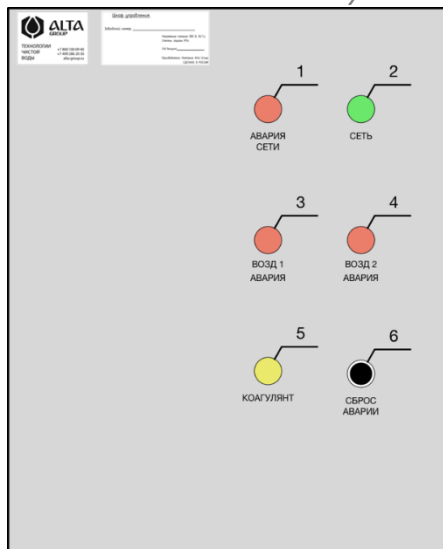 ALTA
GROUP
ТЕХНОЛОГИИ
ЧИСТОЙ
ВОДЫ
Шкаф управления
1
2
АВАРИЯ
СЕТИ
СЕТЬ
3
4
ВОЗД 1
АВАРИЯ
ВОЗД 2
АВАРИЯ
5
6
КОАГУЛЯНТ
СБРОС
АВАРИИ